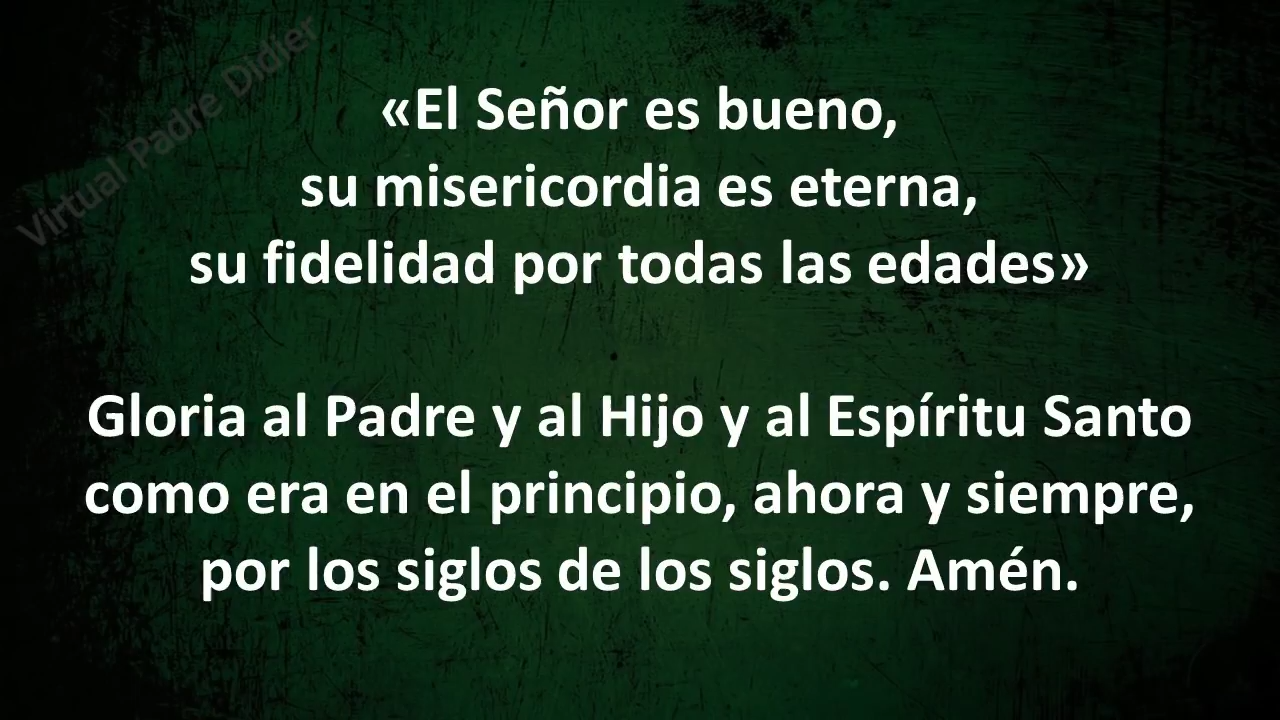 Virtual Padre Didier
«El Señor es bueno,
su misericordia es eterna,
su fidelidad por todas las edades»
Gloria al Padre y al Hijo y al Espíritu Santo
como era en el principio, ahora y siempre,
por los siglos de los siglos. Amén.